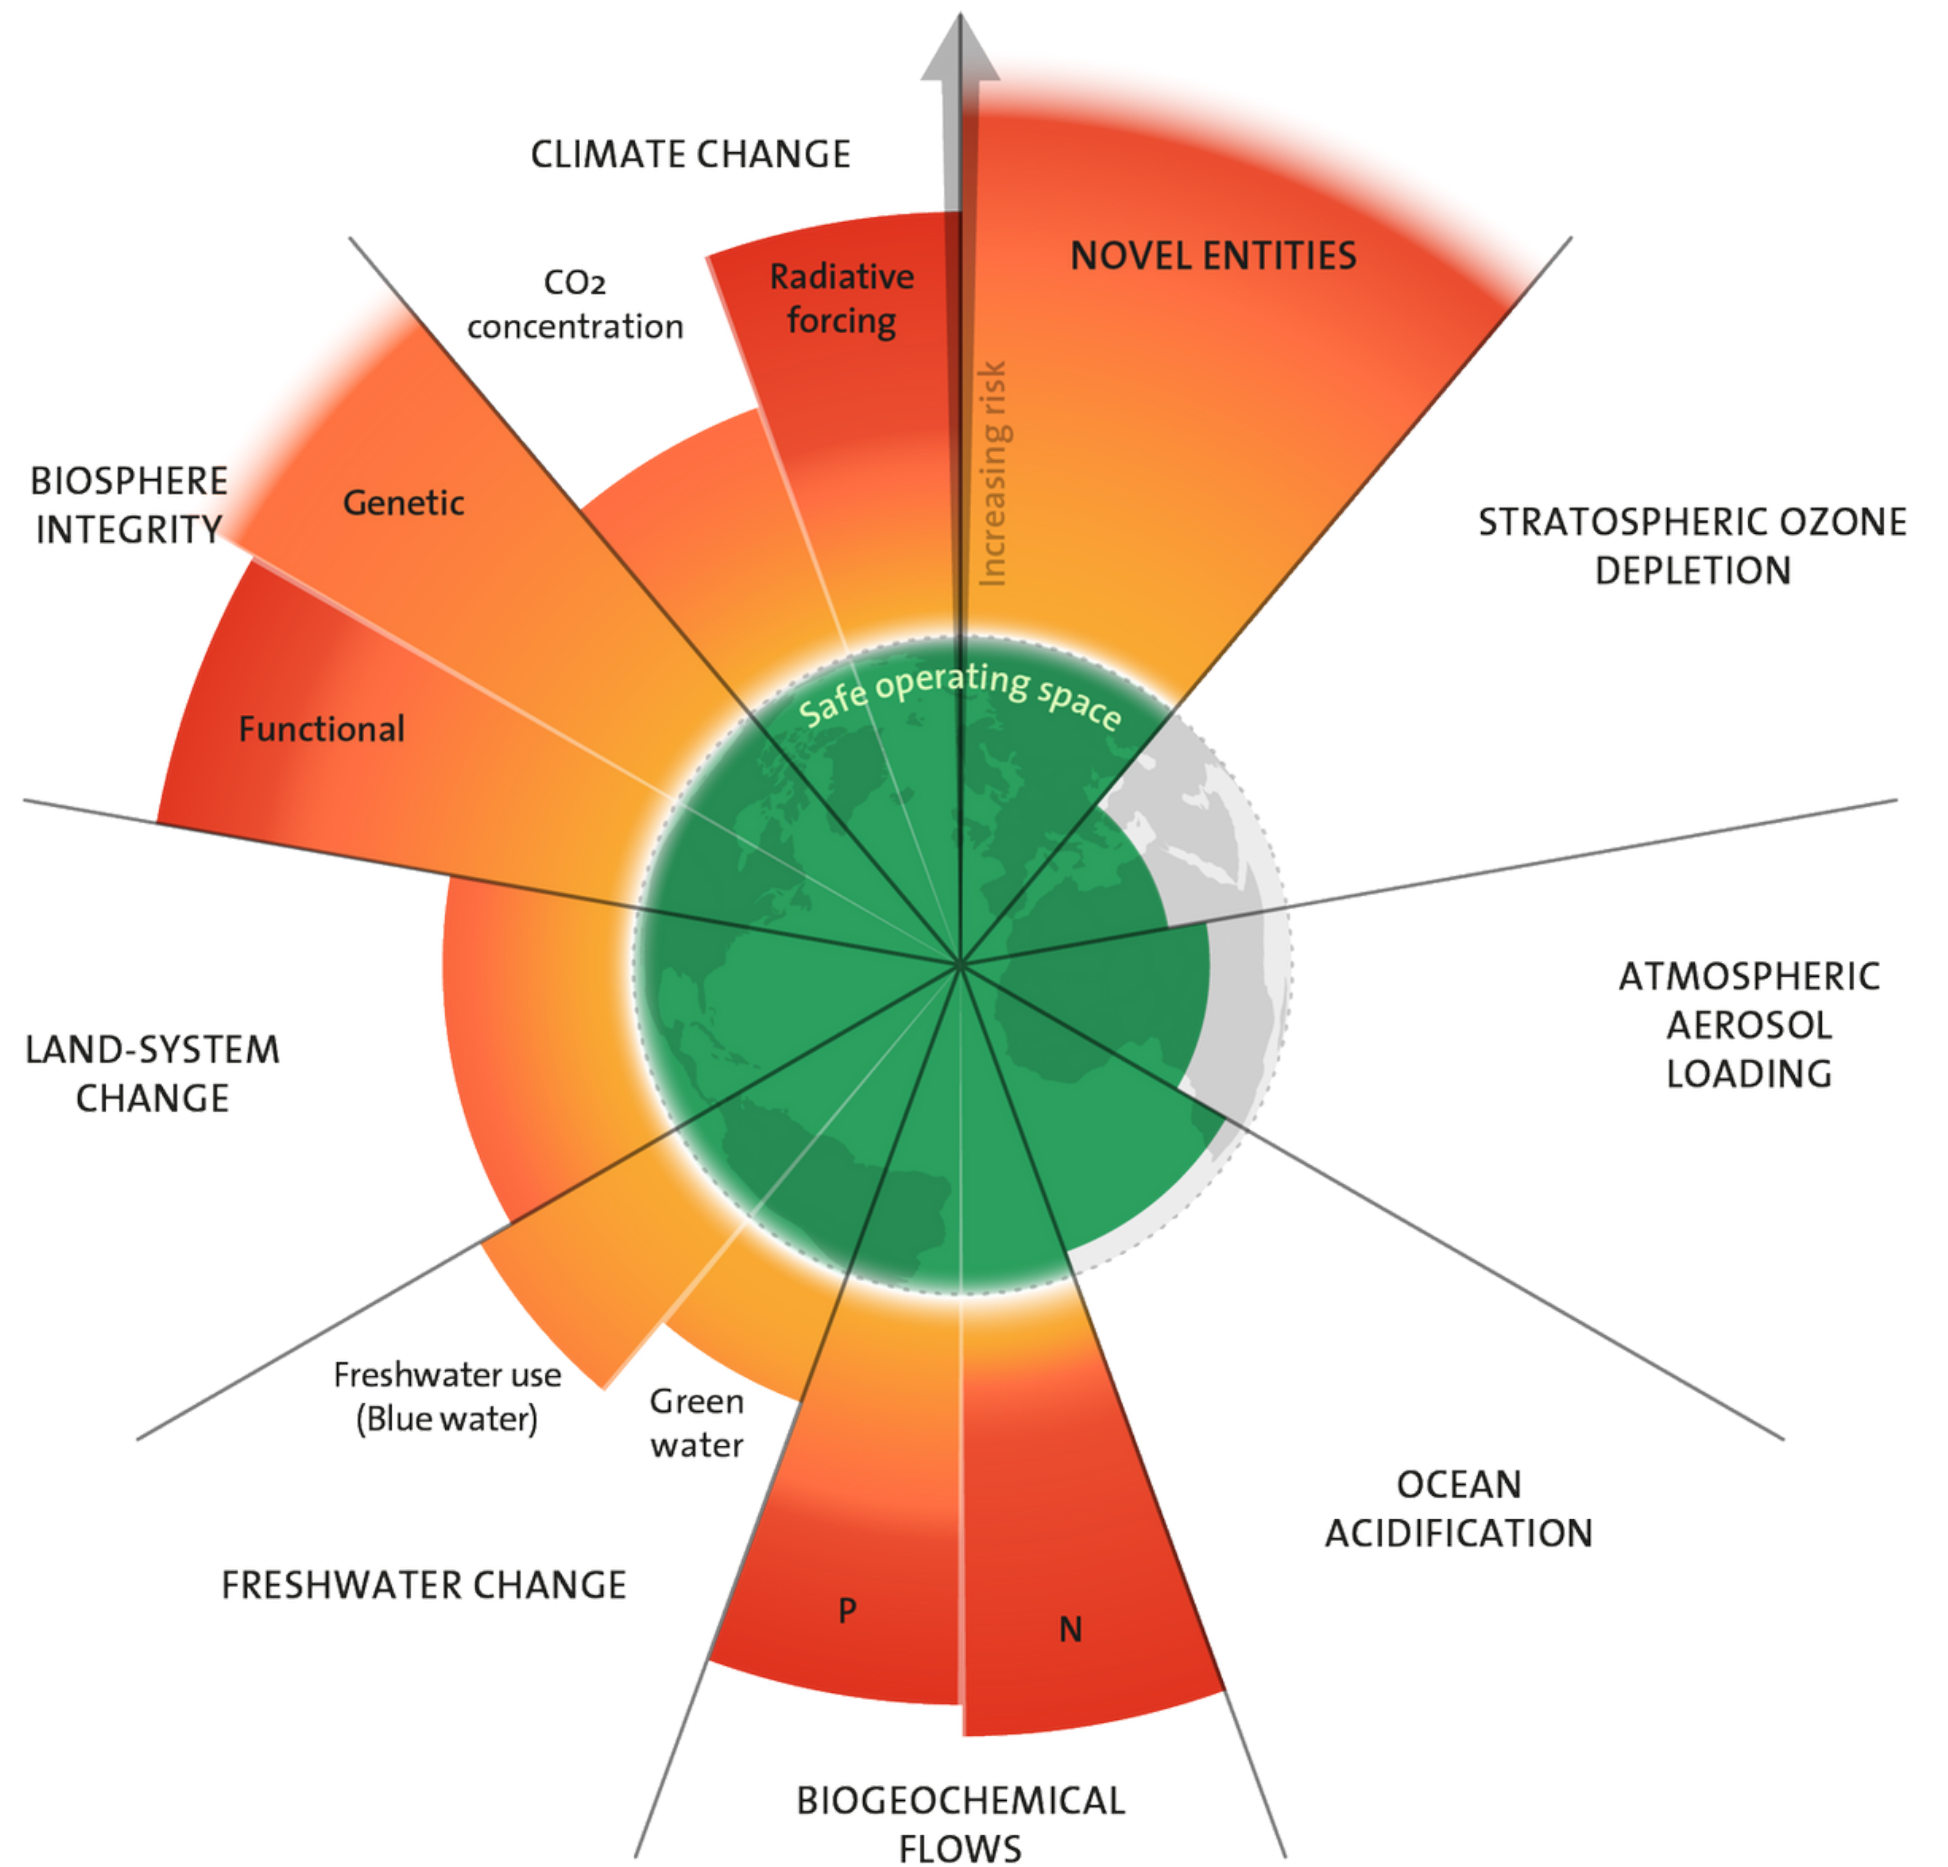 CLIMATE CHANGE
CO2
concentration
Radiative
forcing
Increasing risk
NOVEL ENTITIES
STRATOSPHERIC OZONE
DEPLETION
BIOSPHERE
INTEGRITY
Genetic
Functional
Safe operating space
ATMOSPHERIC
AEROSOL
LOADING
LAND-SYSTEM
CHANGE
Freshwater use
(Blue water)
Green
water
FRESHWATER CHANGE
P
N
BIOGEOCHEMICAL
FLOWS
OCEAN
ACIDIFICATION